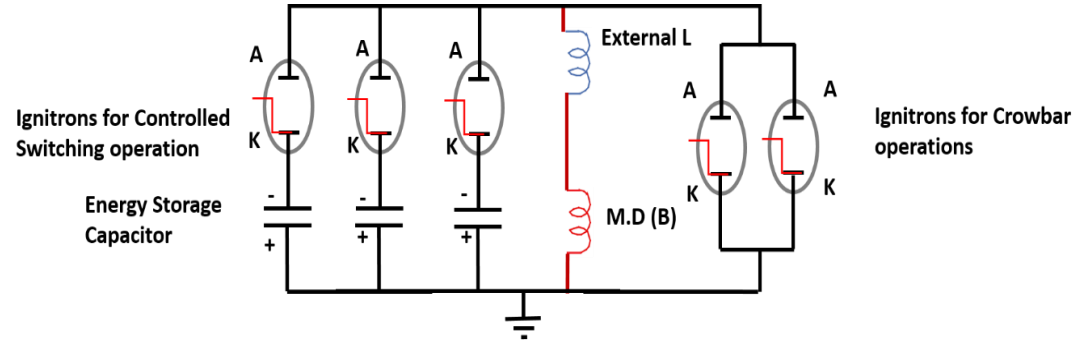 External L
A
A
A
A
A
Ignitrons for Controlled
Switching operation
Ignitrons for Crowbar
operations
K
K
K
K
K
-
-
-
Energy Storage
Capacitor
M.D (B)
+
+
+